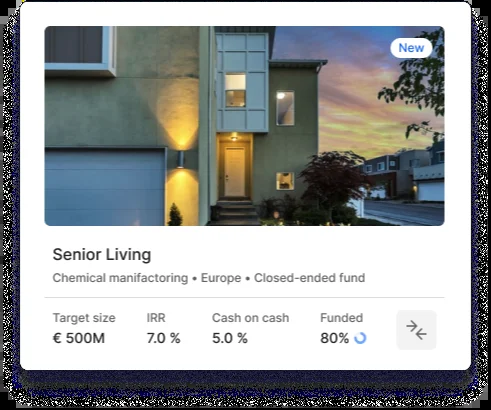 New
Senior Living
Chemical manifactoring • Europe • Closed-ended fund
Target size IRR Cash on cash Funded
€ 500M 7.0 % 5.0 % 80%